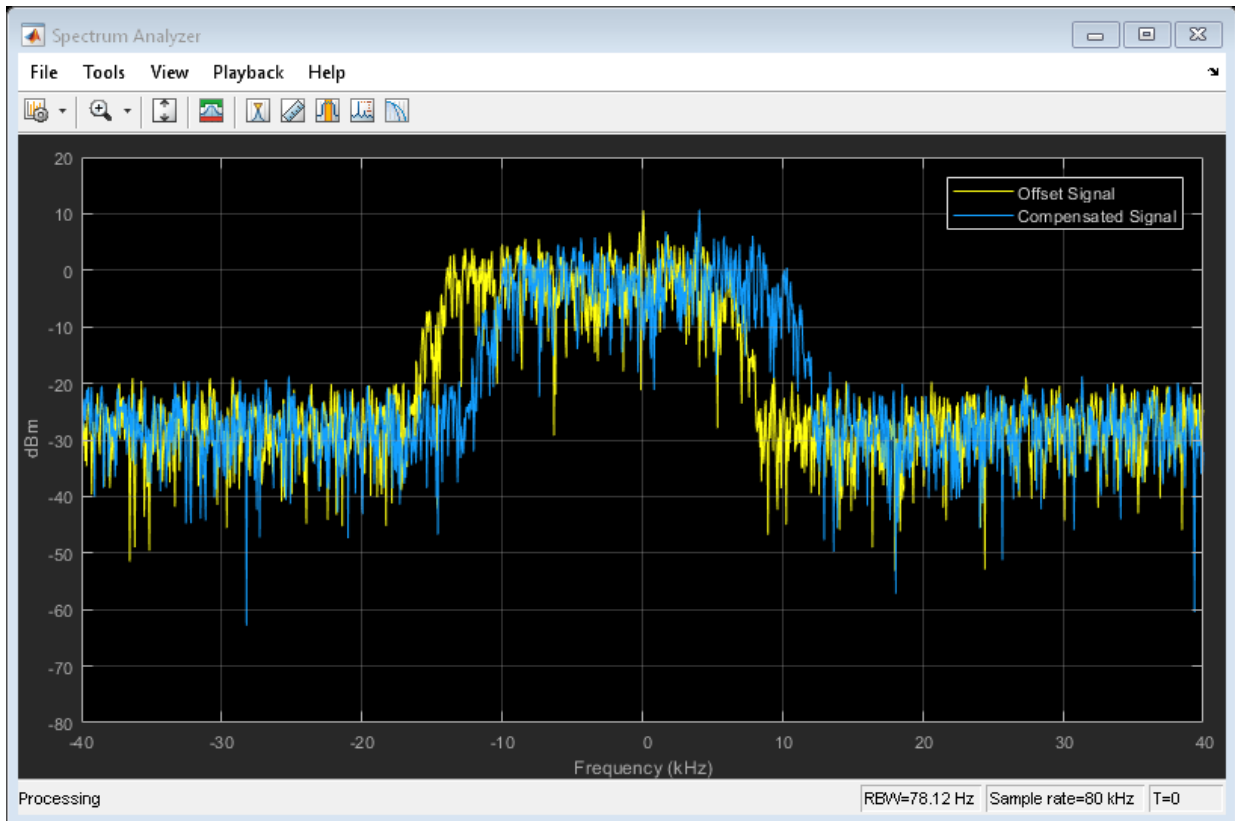 Spectrum Analyzer
File Tools View Playback Help
20
10
0
-10
-20
-30
-40
-50
-60
-70
-80
dBm
Offset Signal
Compensated Signal
-40 -30 -20 -10 0 10 20 30 40
Frequency (kHz)
Processing RBW=78.12 Hz Sample rate=80 kHz T=0